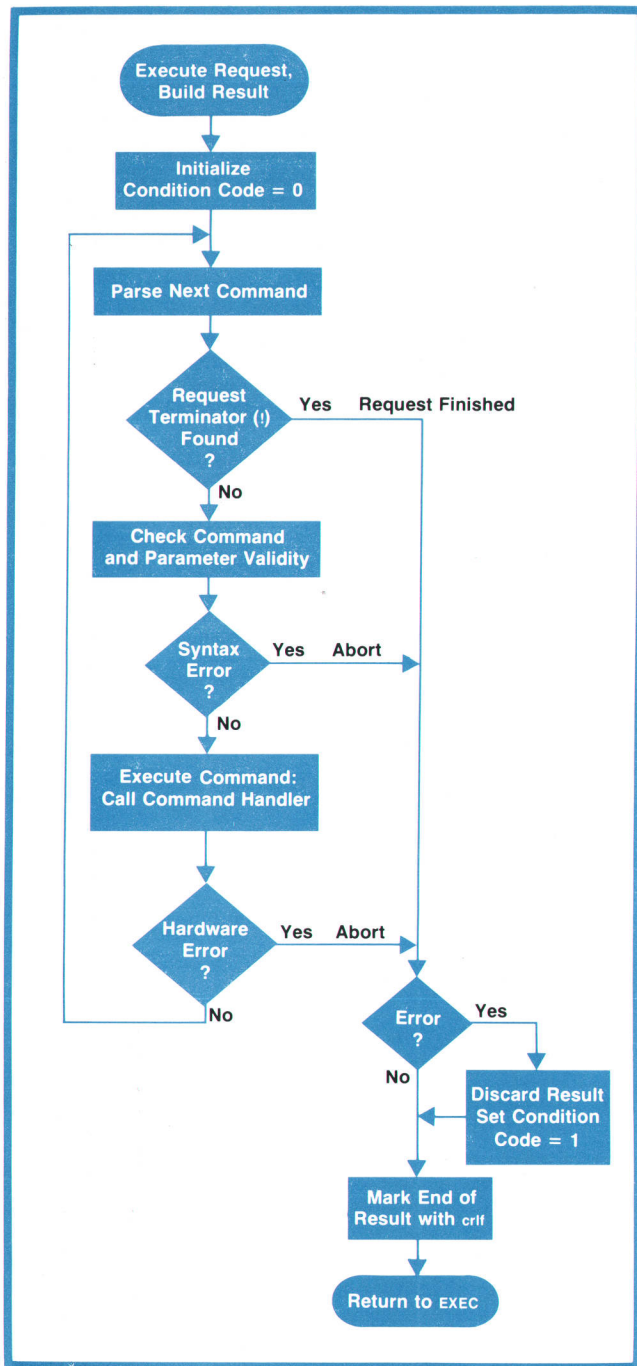 Execute Request,
Build Result
Initialize
Condition Code = 0
Parse Next Command
Request
Terminator (!)
Found
?
Yes Request Finished
No
Check Command
and Parameter Validity
Syntax
Error
?
Yes Abort
No
Execute Command:
Call Command Handler
Hardware
Error
?
Yes Abort
No
Error
?
Yes
No
Discard Result
Set Condition
Code = 1
Mark End of
Result with crlf
Return to EXEC